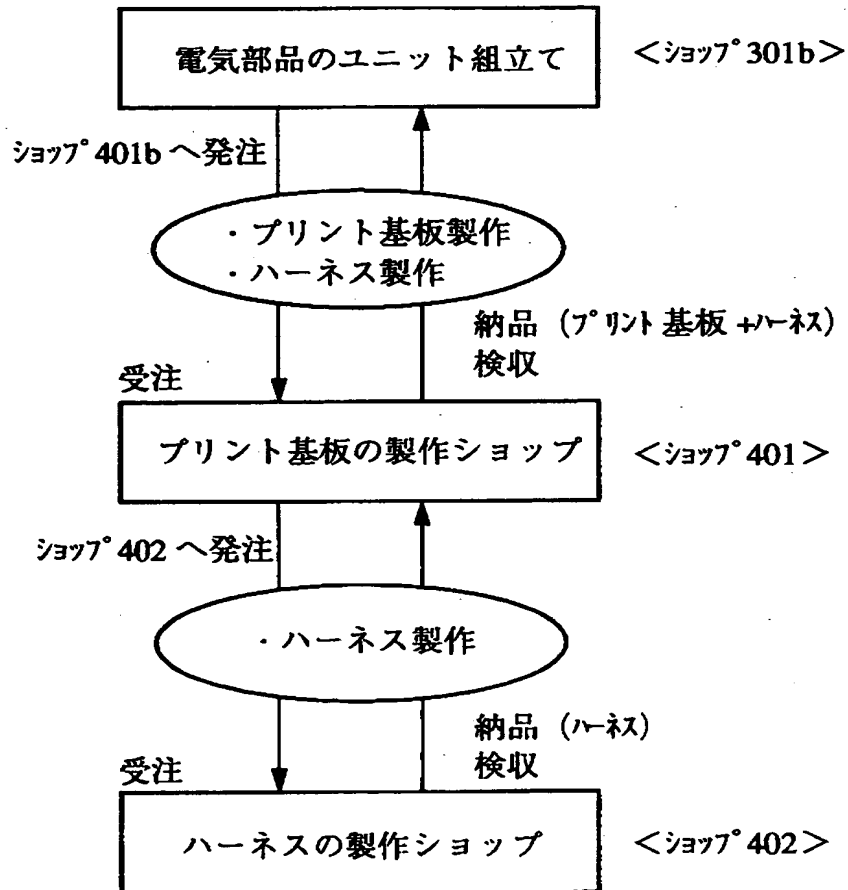 電気部品のユニット組立て
<ｼｮｯﾌﾟ301b>
ｼｮｯﾌﾟ401b へ発注
・プリント基板製作
・ハーネス製作
納品 (ﾌﾟﾘﾝﾄ基板+ﾊｰﾈｽ)
検収
受注
プリント基板の製作ショップ
<ｼｮｯﾌﾟ401>
ｼｮｯﾌﾟ402 へ発注
・ハーネス製作
納品 (ﾊｰﾈｽ)
検収
受注
ハーネスの製作ショップ
<ｼｮｯﾌﾟ402>